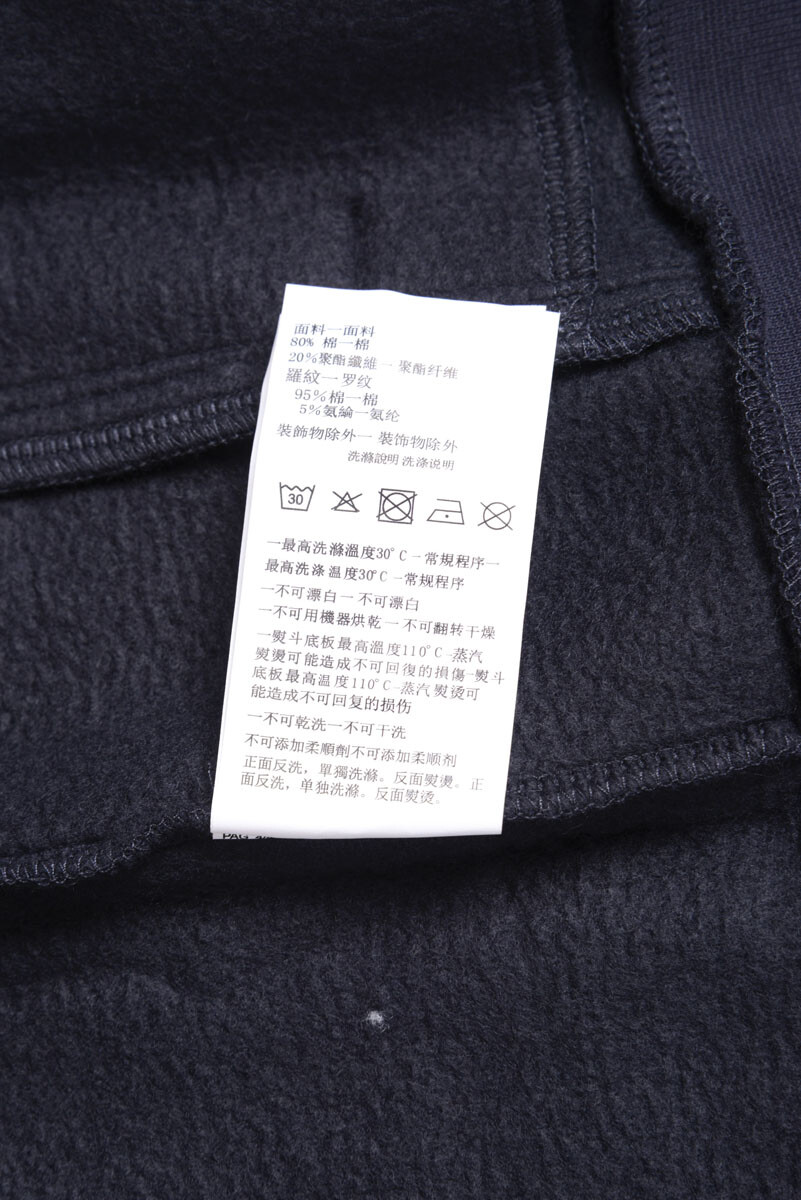 面料一面料
80% 棉一棉
20%聚酯纖維一 聚酯纤维
羅紋一罗纹
95%棉一棉
5%氨綸一氨纶
裝飾物除外一 裝饰物除外
洗滌說明 洗涤说明
30
一最高洗滌溫度30°C 一常規程序一
最高洗涤温度30°C 一常规程序
一不可漂白一 不可漂白
一不可用機器烘乾一 不可翻转干燥
一熨斗底板最高溫度110°C 一蒸汽
熨燙可能造成不可回復的損傷一熨斗
底板最高温度110°C 一蒸汽 熨烫可
能造成不可回复的损伤
一不可乾洗一不可干洗
不可添加柔順劑不可添加柔顺剂
正面反洗，單獨洗滌。反面熨燙。正
面反洗，单独洗滌。反面熨烫。